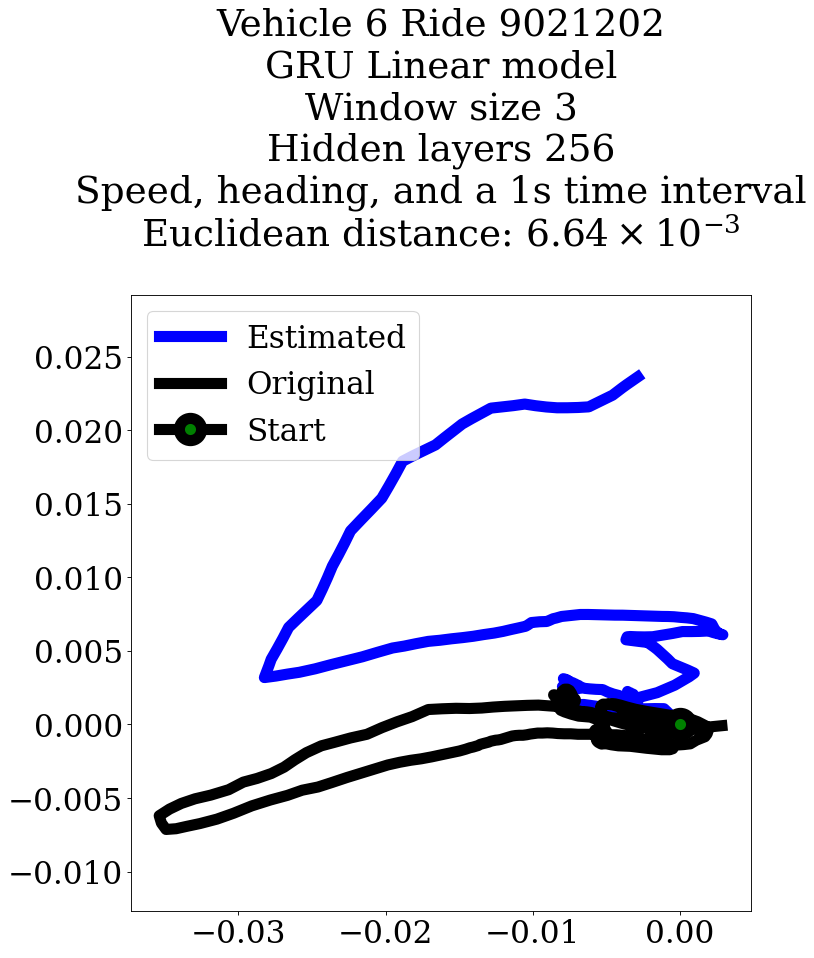 Vehicle 6 Ride 9021202
GRU Linear model
Window size 3
Hidden layers 256
Speed, heading, and a 1s time interval
Euclidean distance: 6.64 × 10⁻³
Estimated
Original
Start
0.025
0.020
0.015
0.010
0.005
0.000
−0.005
−0.010
−0.03 −0.02 −0.01 0.00